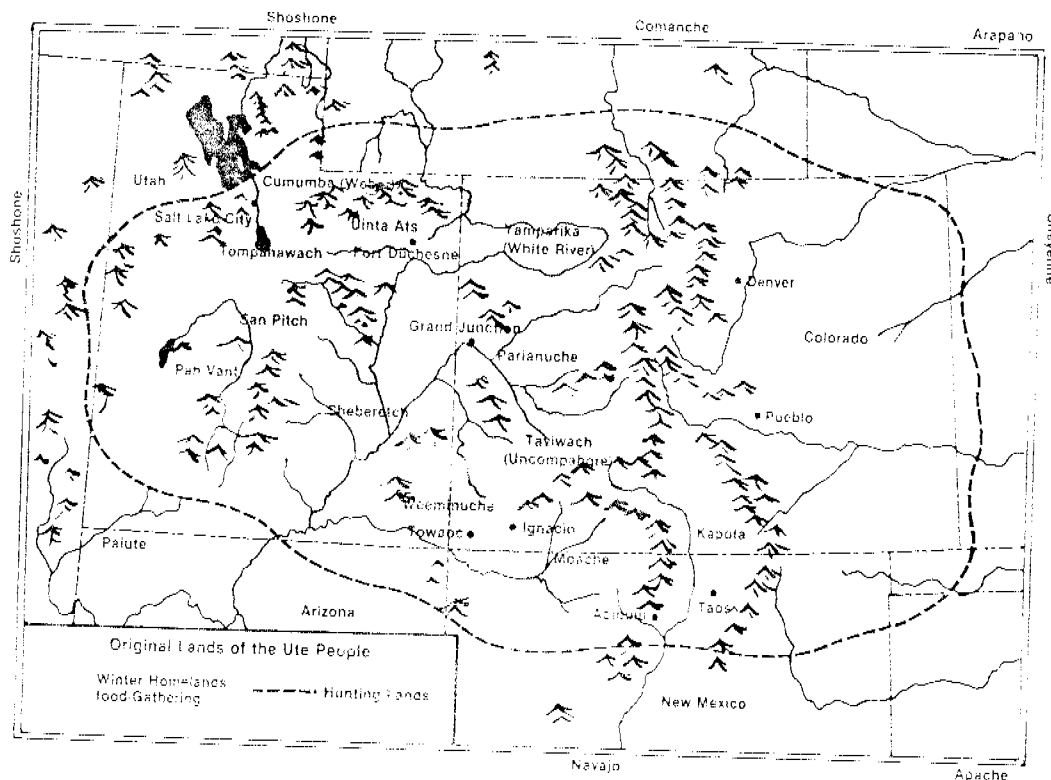 Shoshone
Comanche
Arapaho
Shoshone
Cheyenne
Utah
Cumumba (Weber)
Salt Lake City
Uinta Ats
Yamparika
(White River)
Tompanawach
Fort Duchesne
Denver
San Pitch
Grand Junction
Colorado
Parianuche
Pah Vant
Sheberetch
Pueblo
Taviwach
(Uncompahgre)
Weeminuche
Towaoc
Ignacio
Kapota
Paiute
Moache
Arizona
Taos
Original Lands of the Ute People
Winter Homelands
food-Gathering
Hunting Lands
New Mexico
Navajo
Apache